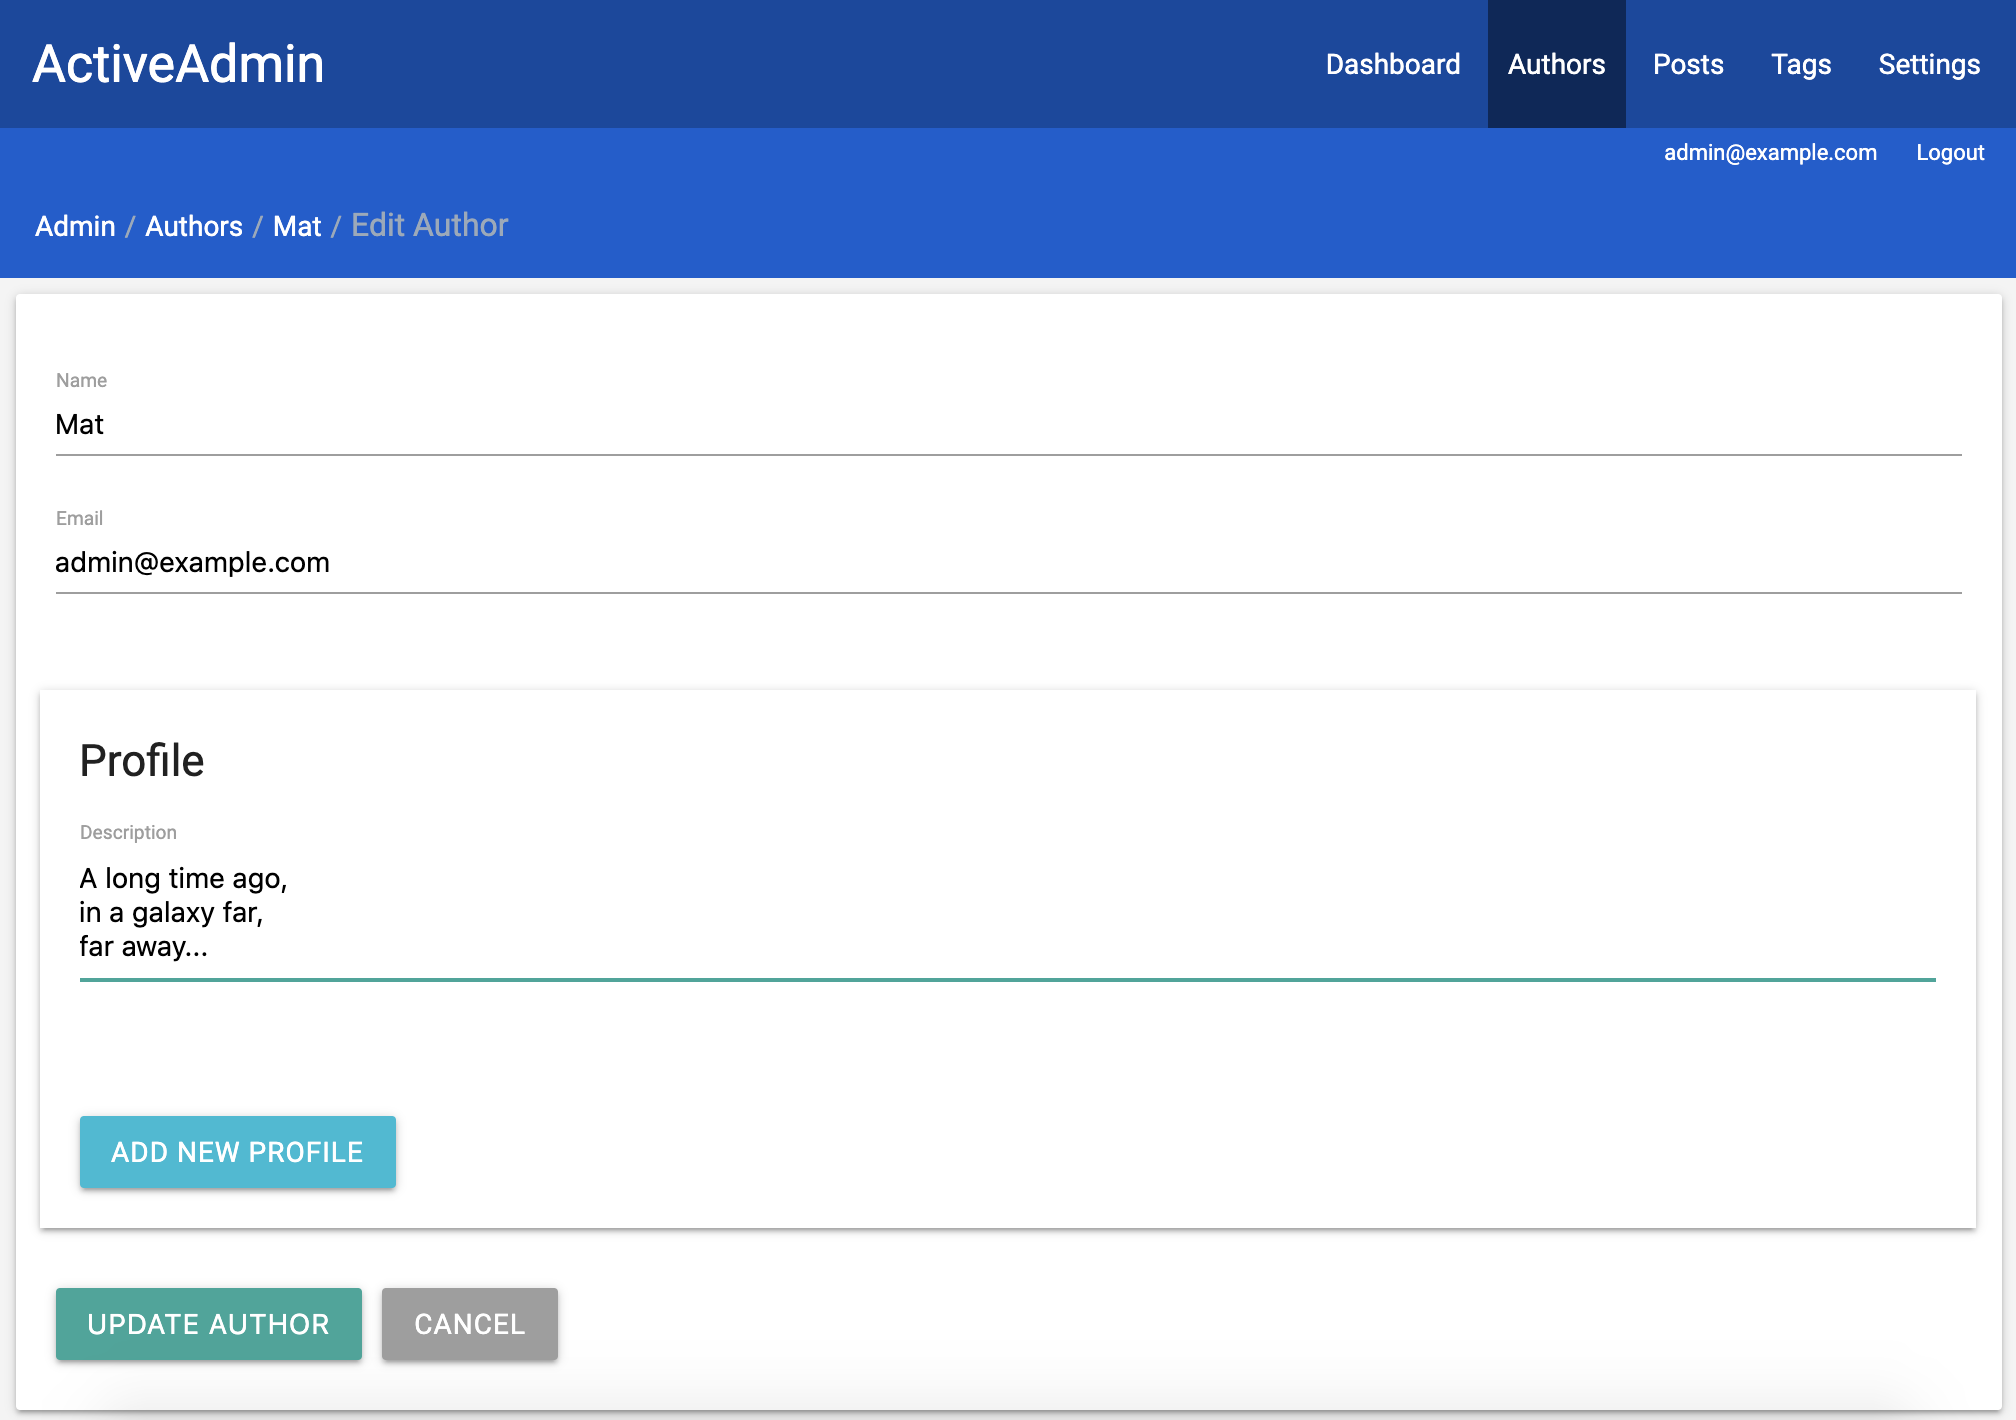 ActiveAdmin
Dashboard Authors Posts Tags Settings
admin@example.com Logout
Admin / Authors / Mat / Edit Author
Name
Mat
Email
admin@example.com
Profile
Description
A long time ago,
in a galaxy far,
far away...
ADD NEW PROFILE
UPDATE AUTHOR CANCEL